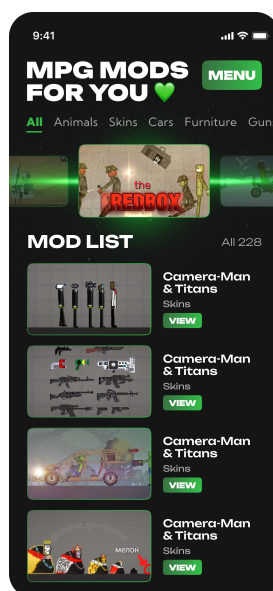 9:41
MPG MODS
FOR YOU 💚
MENU
All Animals Skins Cars Furniture Gun
the
REDBOX
MOD LIST
All 228
Camera-Man
& Titans
Skins
VIEW
Camera-Man
& Titans
Skins
VIEW
Camera-Man
& Titans
Skins
VIEW
мелон
Camera-Man
& Titans
Skins
VIEW